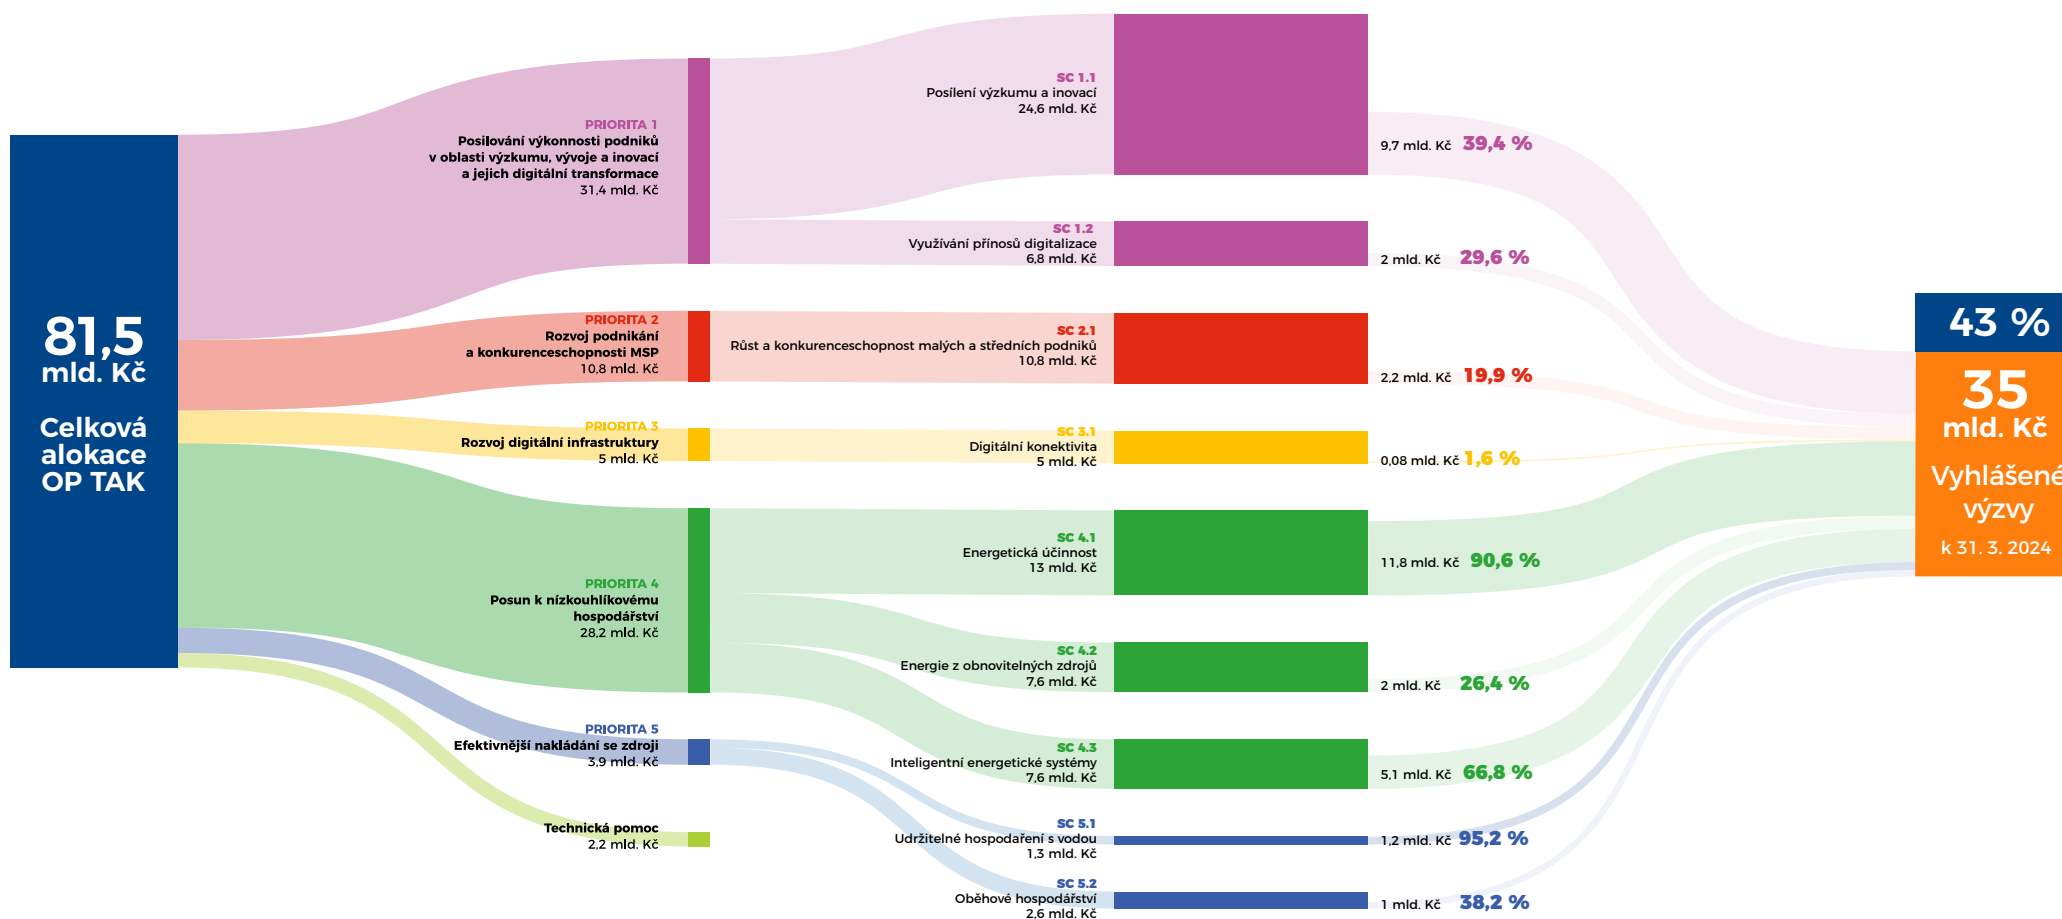 81,5
mld. Kč
Celková
alokace
OP TAK
PRIORITA 1
Posilování výkonnosti podniků
v oblasti výzkumu, vývoje a inovací
a jejich digitální transformace
31,4 mld. Kč
PRIORITA 2
Rozvoj podnikání
a konkurenceschopnosti MSP
10,8 mld. Kč
PRIORITA 3
Rozvoj digitální infrastruktury
5 mld. Kč
PRIORITA 4
Posun k nízkouhlíkovému
hospodářství
28,2 mld. Kč
PRIORITA 5
Efektivnější nakládání se zdroji
3,9 mld. Kč
Technická pomoc
2,2 mld. Kč
SC 1.1
Posílení výzkumu a inovací
24,6 mld. Kč
SC 1.2
Využívání přínosů digitalizace
6,8 mld. Kč
SC 2.1
Růst a konkurenceschopnost malých a středních podniků
10,8 mld. Kč
SC 3.1
Digitální konektivita
5 mld. Kč
SC 4.1
Energetická účinnost
13 mld. Kč
SC 4.2
Energie z obnovitelných zdrojů
7,6 mld. Kč
SC 4.3
Inteligentní energetické systémy
7,6 mld. Kč
SC 5.1
Udržitelné hospodaření s vodou
1,3 mld. Kč
SC 5.2
Oběhové hospodářství
2,6 mld. Kč
9,7 mld. Kč 39,4 %
2 mld. Kč 29,6 %
2,2 mld. Kč 19,9 %
0,08 mld. Kč 1,6 %
11,8 mld. Kč 90,6 %
2 mld. Kč 26,4 %
5,1 mld. Kč 66,8 %
1,2 mld. Kč 95,2 %
1 mld. Kč 38,2 %
43 %
35
mld. Kč
Vyhlášené
výzvy
k 31. 3. 2024